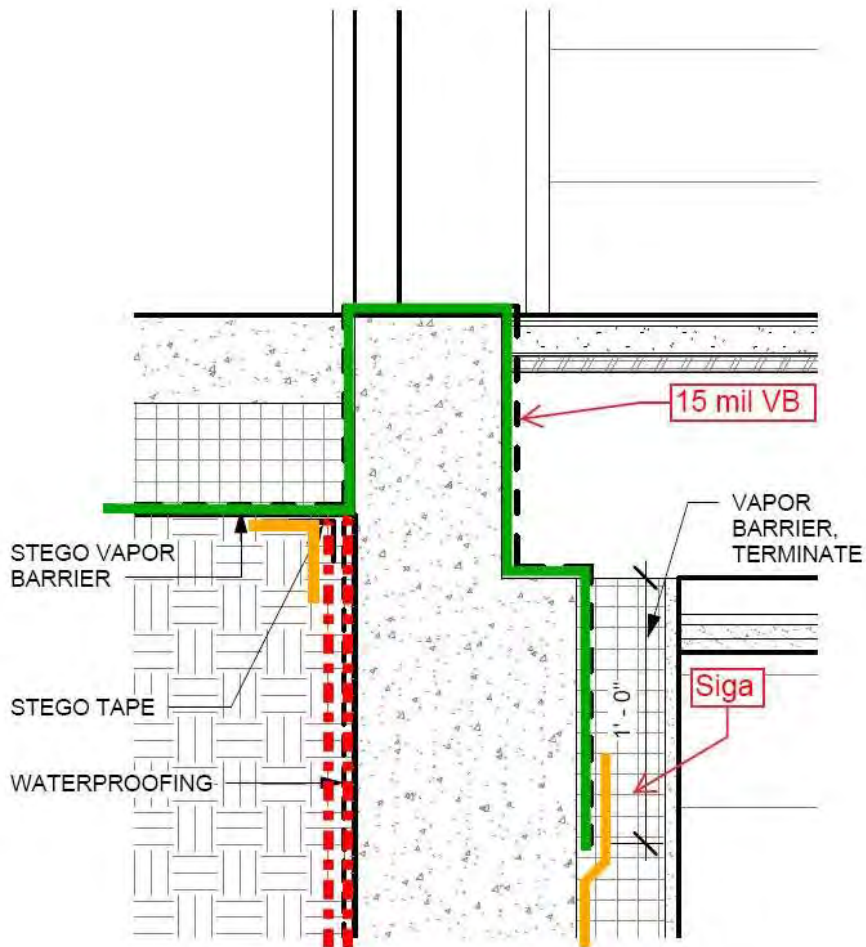 15 mil VB
VAPOR
BARRIER,
TERMINATE
STEGO VAPOR
BARRIER
Siga
STEGO TAPE
1' - 0"
WATERPROOFING